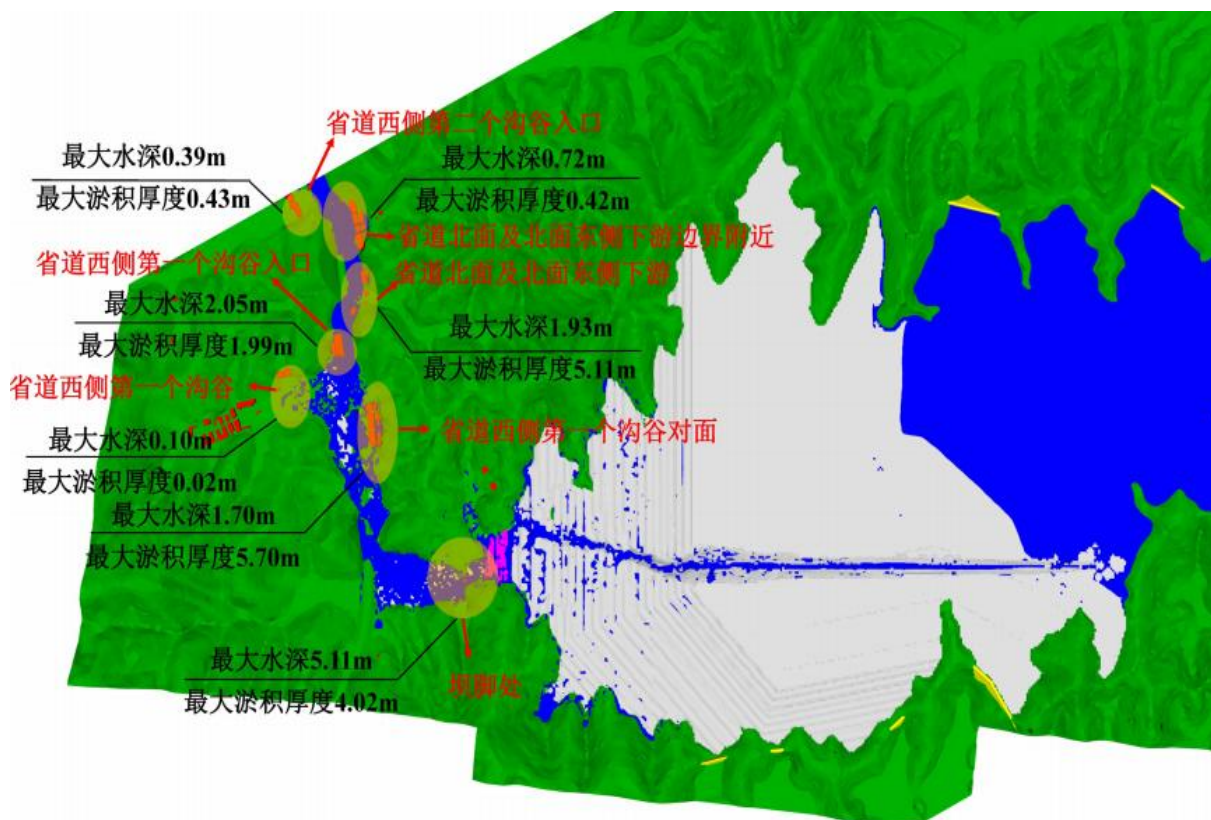 省道西侧第二个沟谷入口
最大水深0.39m
最大淤积厚度0.43m
最大水深0.72m
最大淤积厚度0.42m
省道北面及北面东侧下游边界附近
省道西侧第一个沟谷入口
省道北面及北面东侧下游
最大水深2.05m
最大淤积厚度1.99m
最大水深1.93m
最大淤积厚度5.11m
省道西侧第一个沟谷
最大水深0.10m
最大淤积厚度0.02m
省道西侧第一个沟谷对面
最大水深1.70m
最大淤积厚度5.70m
最大水深5.11m
最大淤积厚度4.02m
坝脚处